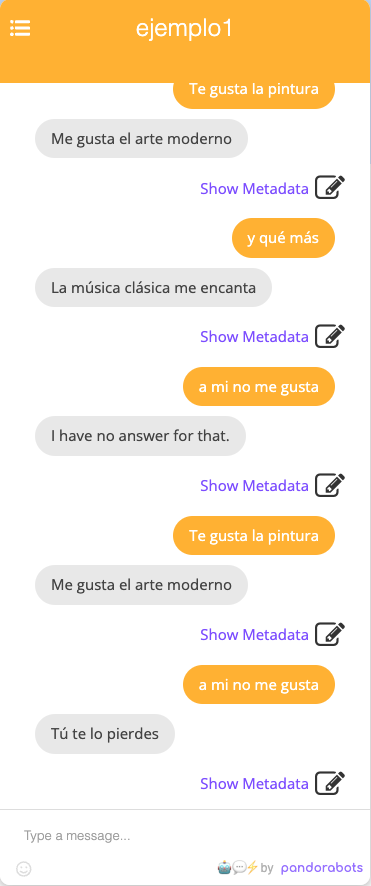 ejemplo1
Te gusta la pintura
Me gusta el arte moderno
Show Metadata
y qué más
La música clásica me encanta
Show Metadata
a mi no me gusta
I have no answer for that.
Show Metadata
Te gusta la pintura
Me gusta el arte moderno
Show Metadata
a mi no me gusta
Tú te lo pierdes
Show Metadata
Type a message...
by pandorabots